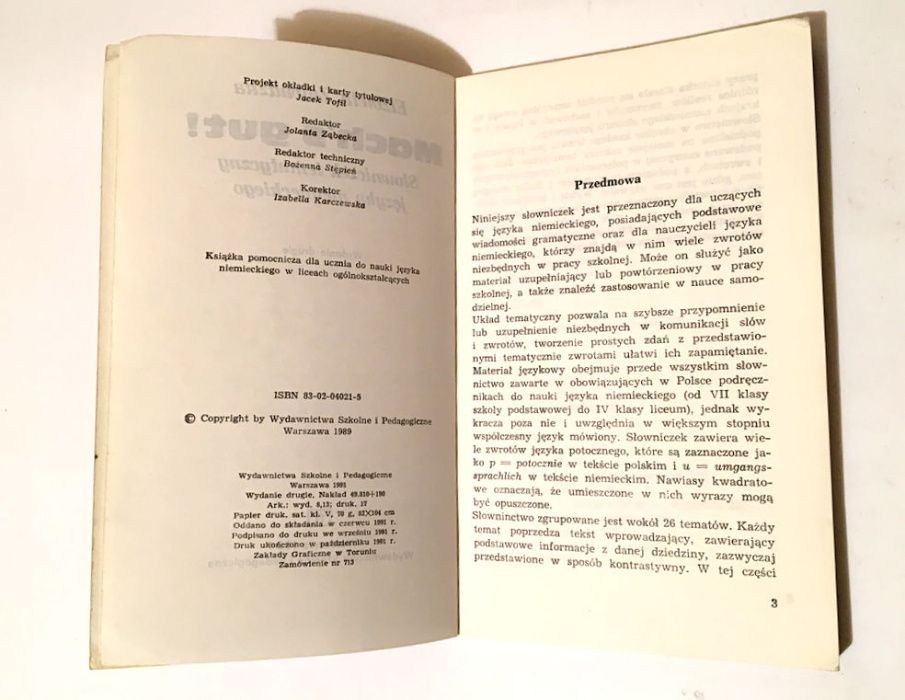 Projekt okładki i karty tytułowej
Jacek Tofil
Redaktor
Jolanta Ząbecka
Redaktor techniczny
Bożenna Stępień
Korektor
Izabella Karczewska
Książka pomocnicza dla ucznia do nauki języka
niemieckiego w liceach ogólnokształcących
ISBN 83-02-04021-5
© Copyright by Wydawnictwa Szkolne i Pedagogiczne
Warszawa 1989
Wydawnictwa Szkolne i Pedagogiczne
Warszawa 1991
Wydanie drugie. Nakład 49.810+190
Ark.: wyd. 8,13; druk. 17
Papier druk. sat. kl. V, 70 g, 82X104 cm
Oddano do składania w czerwcu 1991 r.
Podpisano do druku we wrześniu 1991 r.
Druk ukończono w październiku 1991 r.
Zakłady Graficzne w Toruniu
Zamówienie nr 713
Przedmowa
Niniejszy słowniczek jest przeznaczony dla uczących
się języka niemieckiego, posiadających podstawowe
wiadomości gramatyczne oraz dla nauczycieli języka
niemieckiego, którzy znajdą w nim wiele zwrotów
niezbędnych w pracy szkolnej. Może on służyć jako
materiał uzupełniający lub powtórzeniowy w pracy
szkolnej, a także znaleźć zastosowanie w nauce samo-
dzielnej.
Układ tematyczny pozwala na szybsze przypomnienie
lub uzupełnienie niezbędnych w komunikacji słów
i zwrotów, tworzenie prostych zdań z przedstawio-
nymi tematycznie zwrotami ułatwi ich zapamiętanie.
Materiał językowy obejmuje przede wszystkim słow-
nictwo zawarte w obowiązujących w Polsce podręcz-
nikach do nauki języka niemieckiego (od VII klasy
szkoły podstawowej do IV klasy liceum), jednak wy-
kracza poza nie i uwzględnia w większym stopniu
współczesny język mówiony. Słowniczek zawiera wie-
le zwrotów języka potocznego, które są zaznaczone ja-
ko p = potocznie w tekście polskim i u = umgangs-
sprachlich w tekście niemieckim. Nawiasy kwadrato-
we oznaczają, że umieszczone w nich wyrazy mogą
być opuszczone.
Słownictwo zgrupowane jest wokół 26 tematów. Każdy
temat poprzedza tekst wprowadzający, zawierający
podstawowe informacje z danej dziedziny, zazwyczaj
przedstawione w sposób kontrastywny. W tej części
3